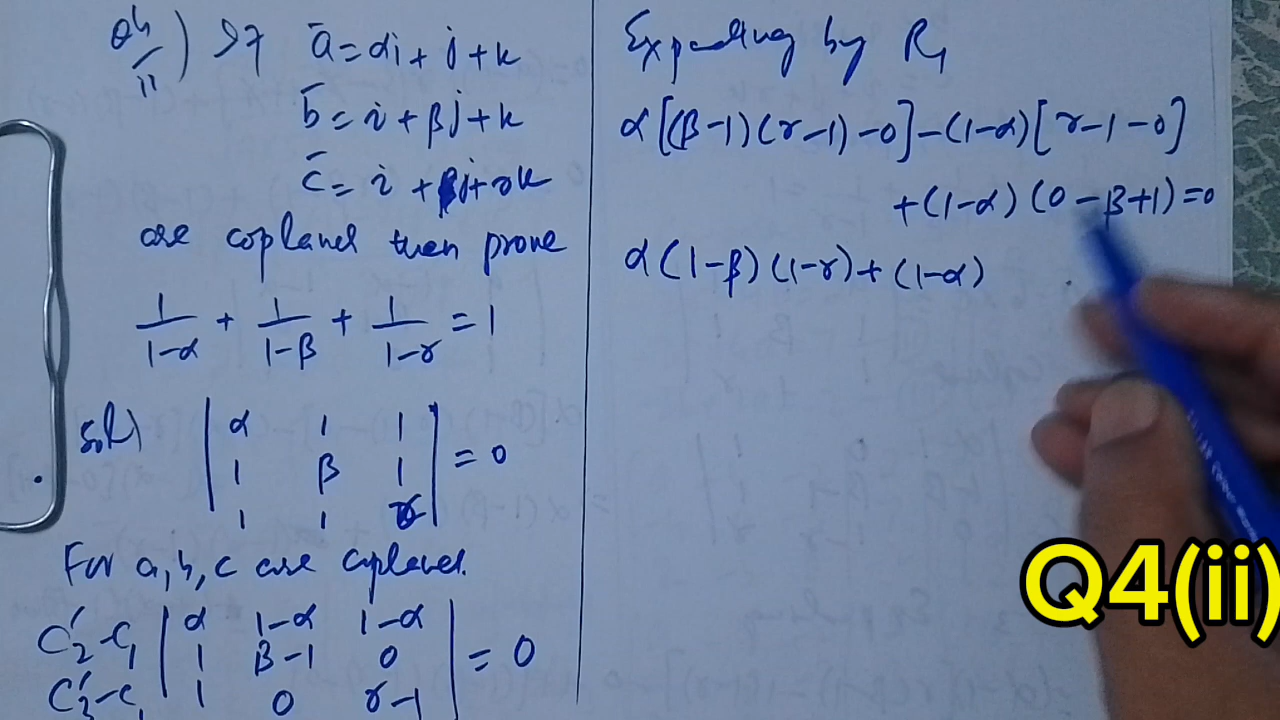 Q4/ii) If a̅ = αi + j + k
b̅ = i + βj + k
c̅ = i + j + γk
are coplanar then prove
1/(1-α) + 1/(1-β) + 1/(1-γ) = 1
Sol)
| α 1 1 |
| 1 β 1 | = 0
| 1 1 γ |
For a, b, c are coplanar.
C₂'-C₁ | α 1-α 1-α |
| 1 β-1 0 | = 0
C₃'-C₁ | 1 0 γ-1
Expanding by R₁
α[(β-1)(γ-1)-0]-(1-α)[γ-1-0]
+(1-α)(0-β+1)=0
α(1-β)(1-γ)+(1-α)
Q4(ii)